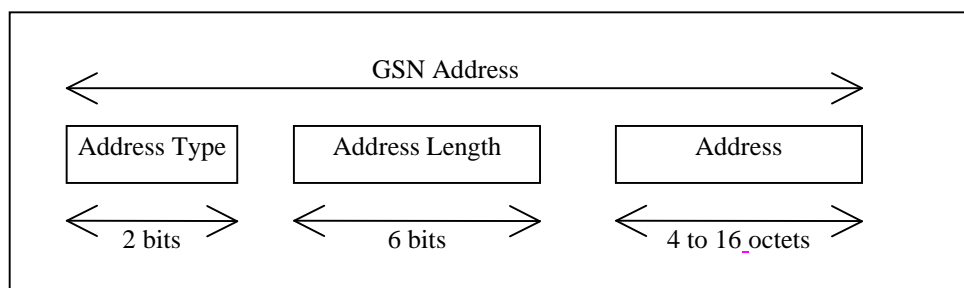 GSN Address
Address Type Address Length Address
2 bits 6 bits 4 to 16 octets